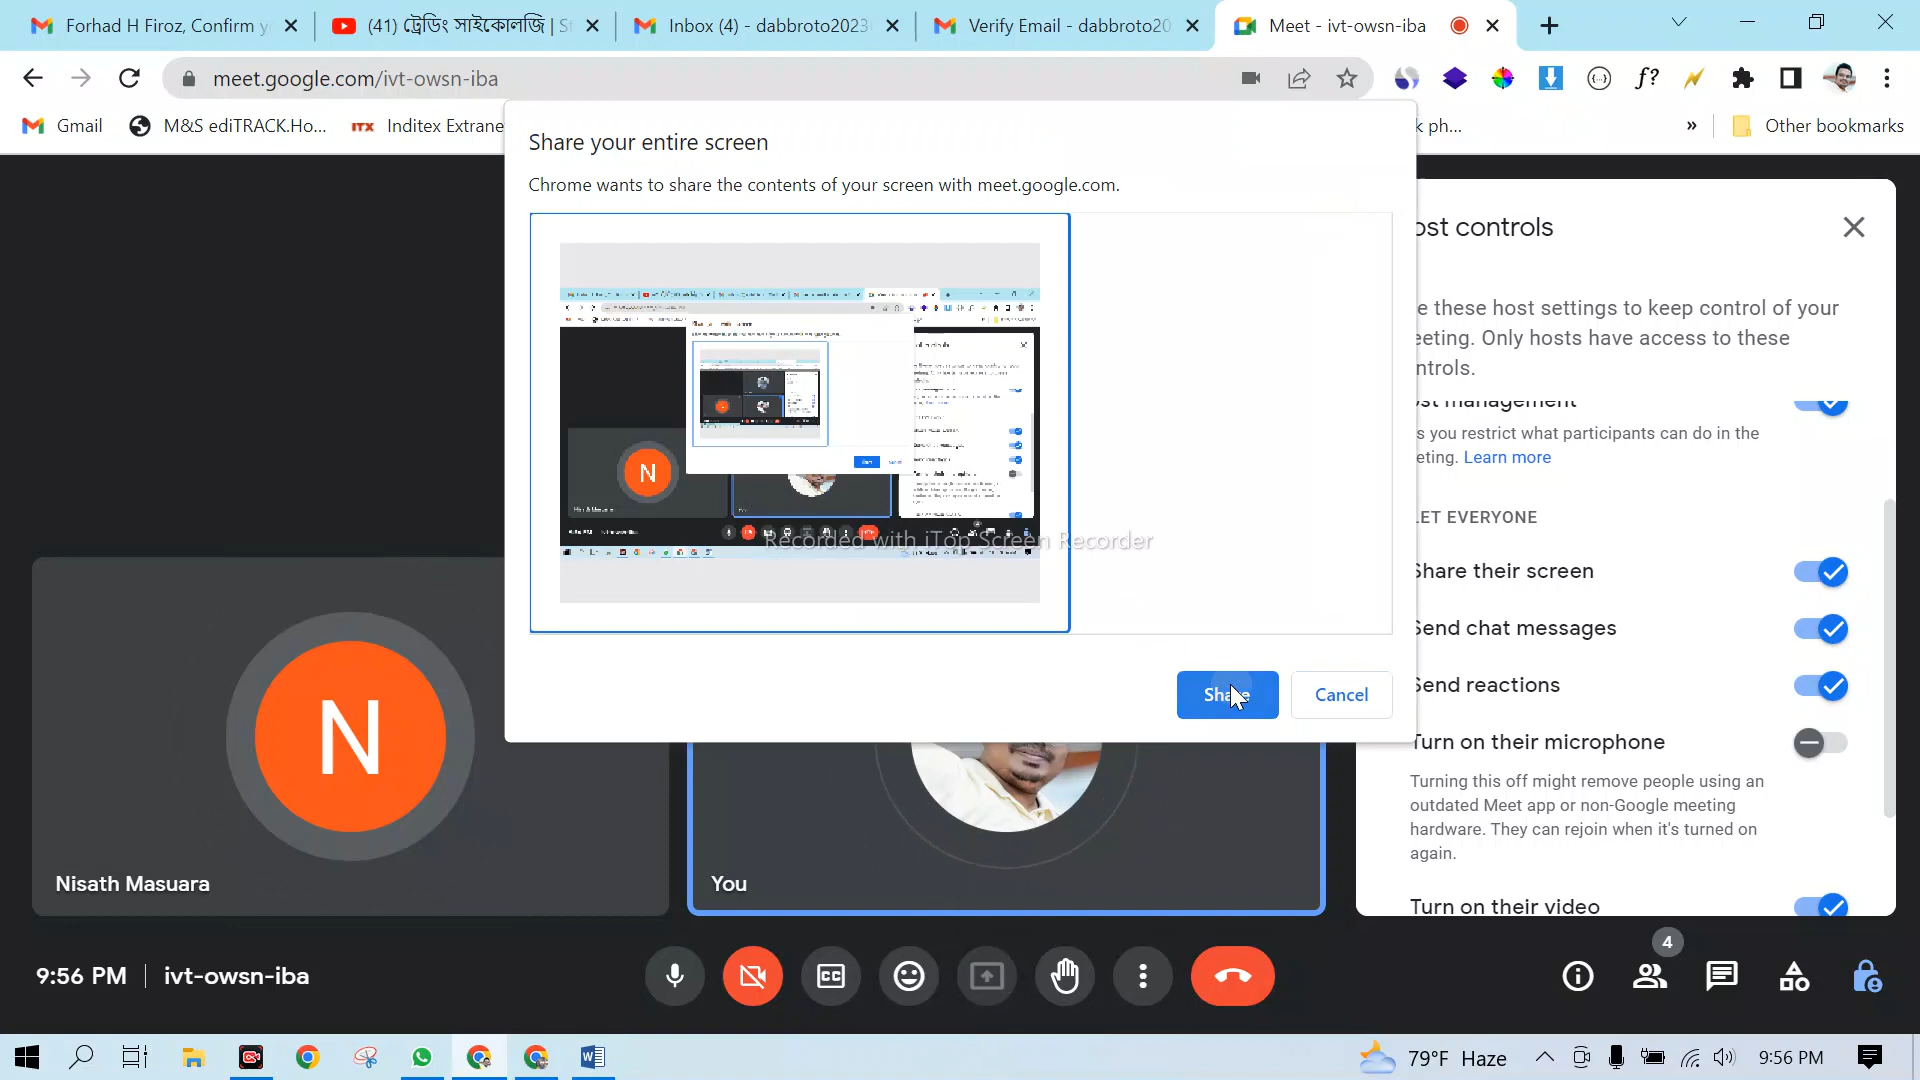 Forhad H Firoz, Confirm y
(41) ট্রেডিং সাইকোলজি | St
Inbox (4) - dabbroto2023
Verify Email - dabbroto20
Meet - ivt-owsn-iba
meet.google.com/ivt-owsn-iba
f?
Gmail
M&S ediTRACK.Ho...
ITX
Inditex Extrane
k ph...
»
Other bookmarks
Share your entire screen
Chrome wants to share the contents of your screen with meet.google.com.
N
Recorded with iTop Screen Recorder
Share
Cancel
ost controls
e these host settings to keep control of your
eeting. Only hosts have access to these
ntrols.
ost management
s you restrict what participants can do in the
eting. Learn more
LET EVERYONE
Share their screen
Send chat messages
Send reactions
Turn on their microphone
Turning this off might remove people using an
outdated Meet app or non-Google meeting
hardware. They can rejoin when it's turned on
again.
Turn on their video
N
Nisath Masuara
You
9:56 PM
ivt-owsn-iba
CC
4
79°F Haze
9:56 PM